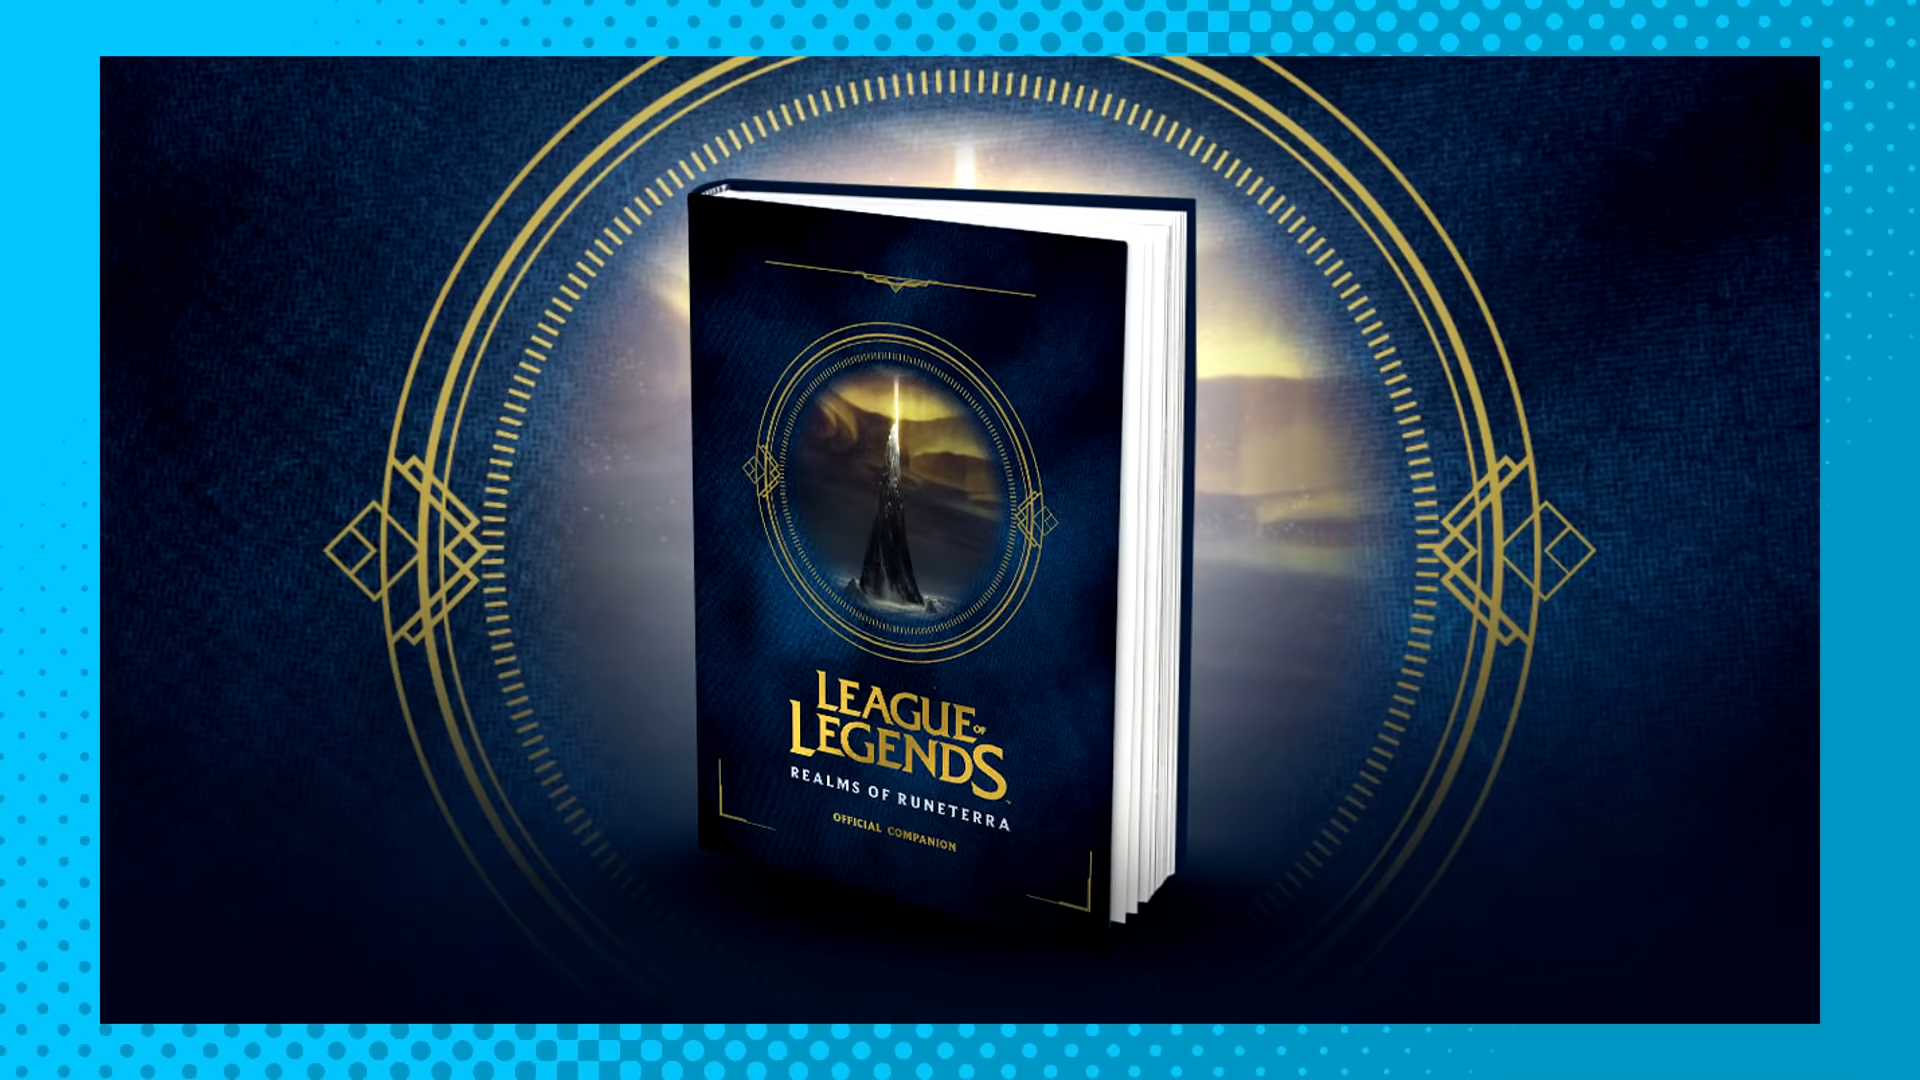 LEAGUE OF
LEGENDS
REALMS OF RUNETERRA
OFFICIAL COMPANION